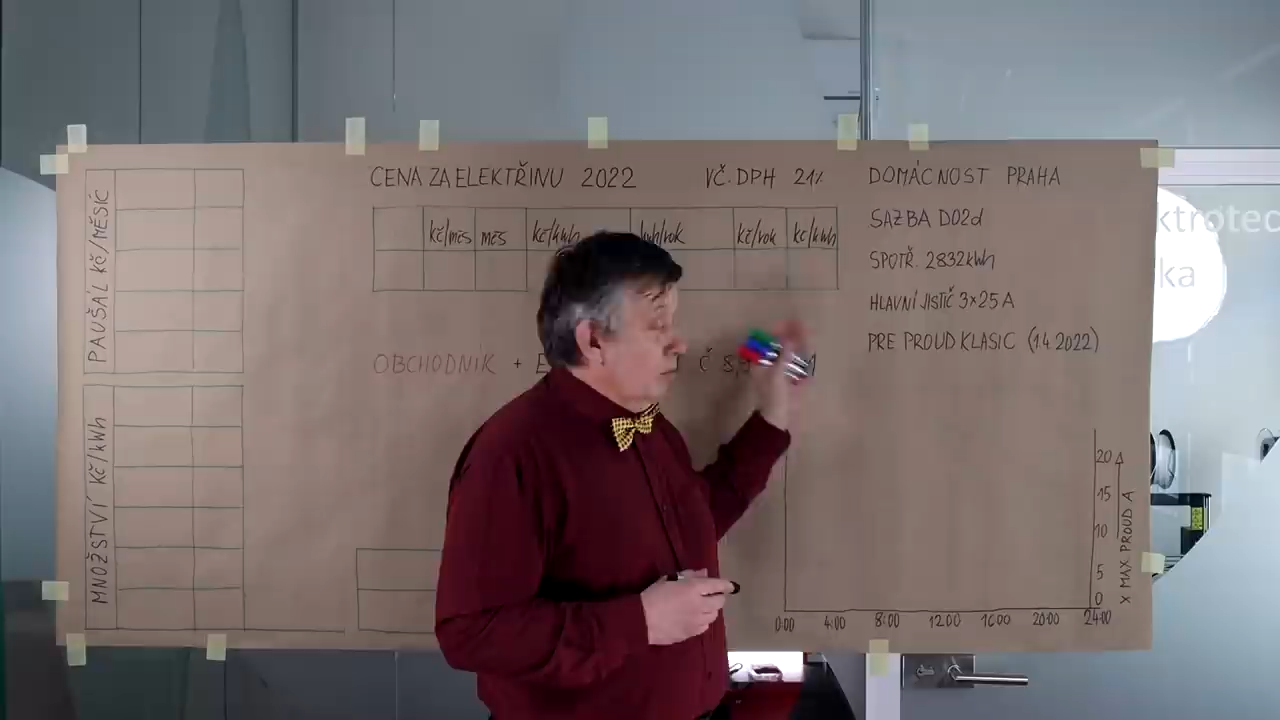 CENA ZA ELEKTŘINU 2022 VČ. DPH 21%
DOMÁCNOST PRAHA
SAZBA D02d
SPOTŘ. 2832kWh
HLAVNÍ JISTIČ 3×25 A
PRE PROUD KLASIC (1.4.2022)
PAUŠÁL Kč/MĚSÍC
MNOŽSTVÍ Kč/kWh
Kč/měs měs Kč/kWh kWh/rok Kč/rok Kč/kWh
OBCHODNÍK +
20
15
10
5
0
X MAX PROUD A
0:00 4:00 8:00 12:00 16:00 20:00 24:00